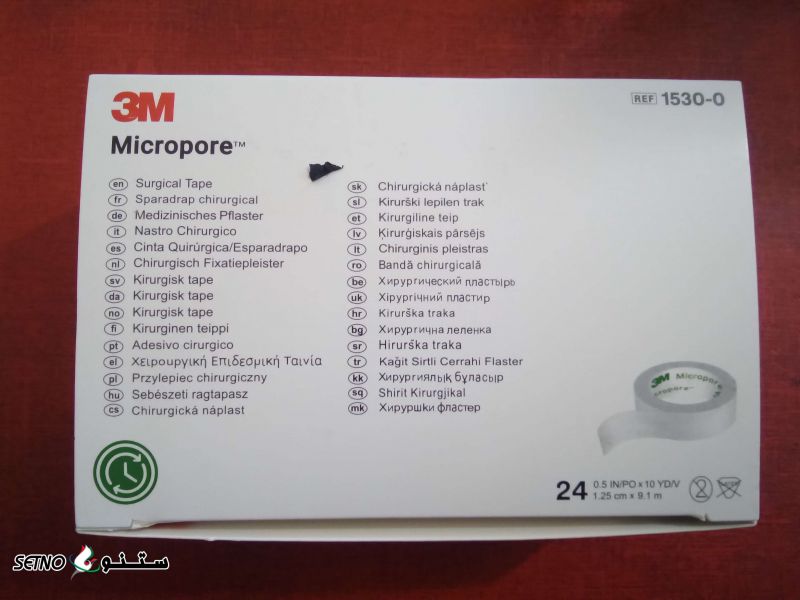 3M
Micropore™
REF 1530-0
en Surgical Tape
fr Sparadrap chirurgical
de Medizinisches Pflaster
it Nastro Chirurgico
es Cinta Quirúrgica/Esparadrapo
nl Chirurgisch Fixatiepleister
sv Kirurgisk tape
da Kirurgisk tape
no Kirurgisk tape
fi Kirurginen teippi
pt Adesivo cirurgico
el Χειρουργική Επιδεσμική Ταινία
pl Przylepiec chirurgiczny
hu Sebészeti ragtapasz
cs Chirurgická náplast
sk Chirurgická náplasť
sl Kirurški lepilen trak
et Kirurgiline teip
lv Ķirurģiskais pārsējs
lt Chirurginis pleistras
ro Bandă chirurgicală
be Хирургический пластырь
uk Хірургічний пластир
hr Kirurška traka
bg Хирургична леленка
sr Hirurška traka
tr Kağit Sirtli Cerrahi Flaster
kk Хирургиялық бұласыр
sq Shirit Kirurgjikal
mk Хируршки фластер
3M Micropore
cropore™
24 0.5 IN/PO x 10 YD/V
1.25 cm x 9.1 m
2
SETNO ستنو